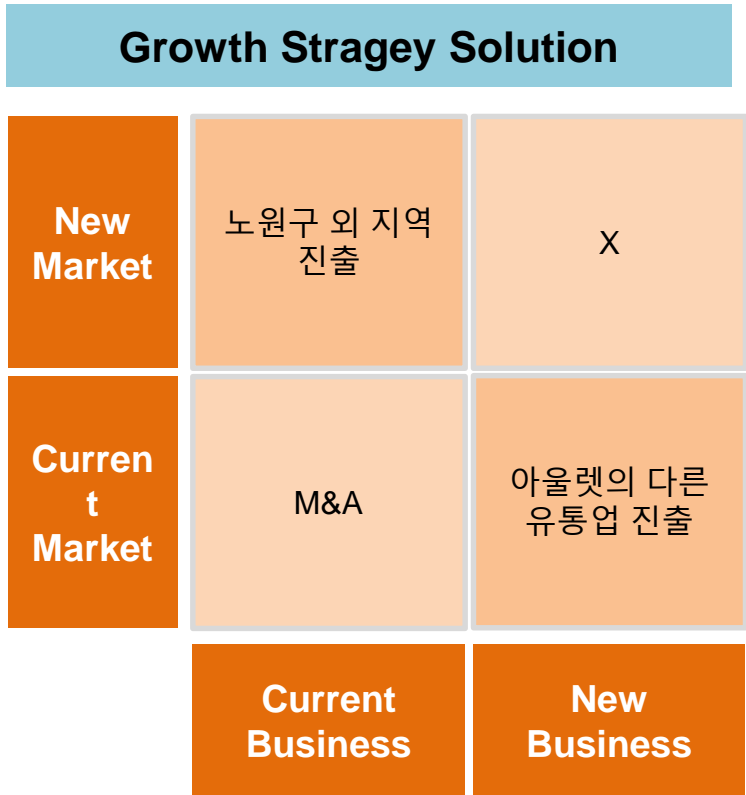 Growth Stragey Solution
New
Market
노원구 외 지역
진출
X
Curren
t
Market
M&A
아울렛의 다른
유통업 진출
Current
Business
New
Business